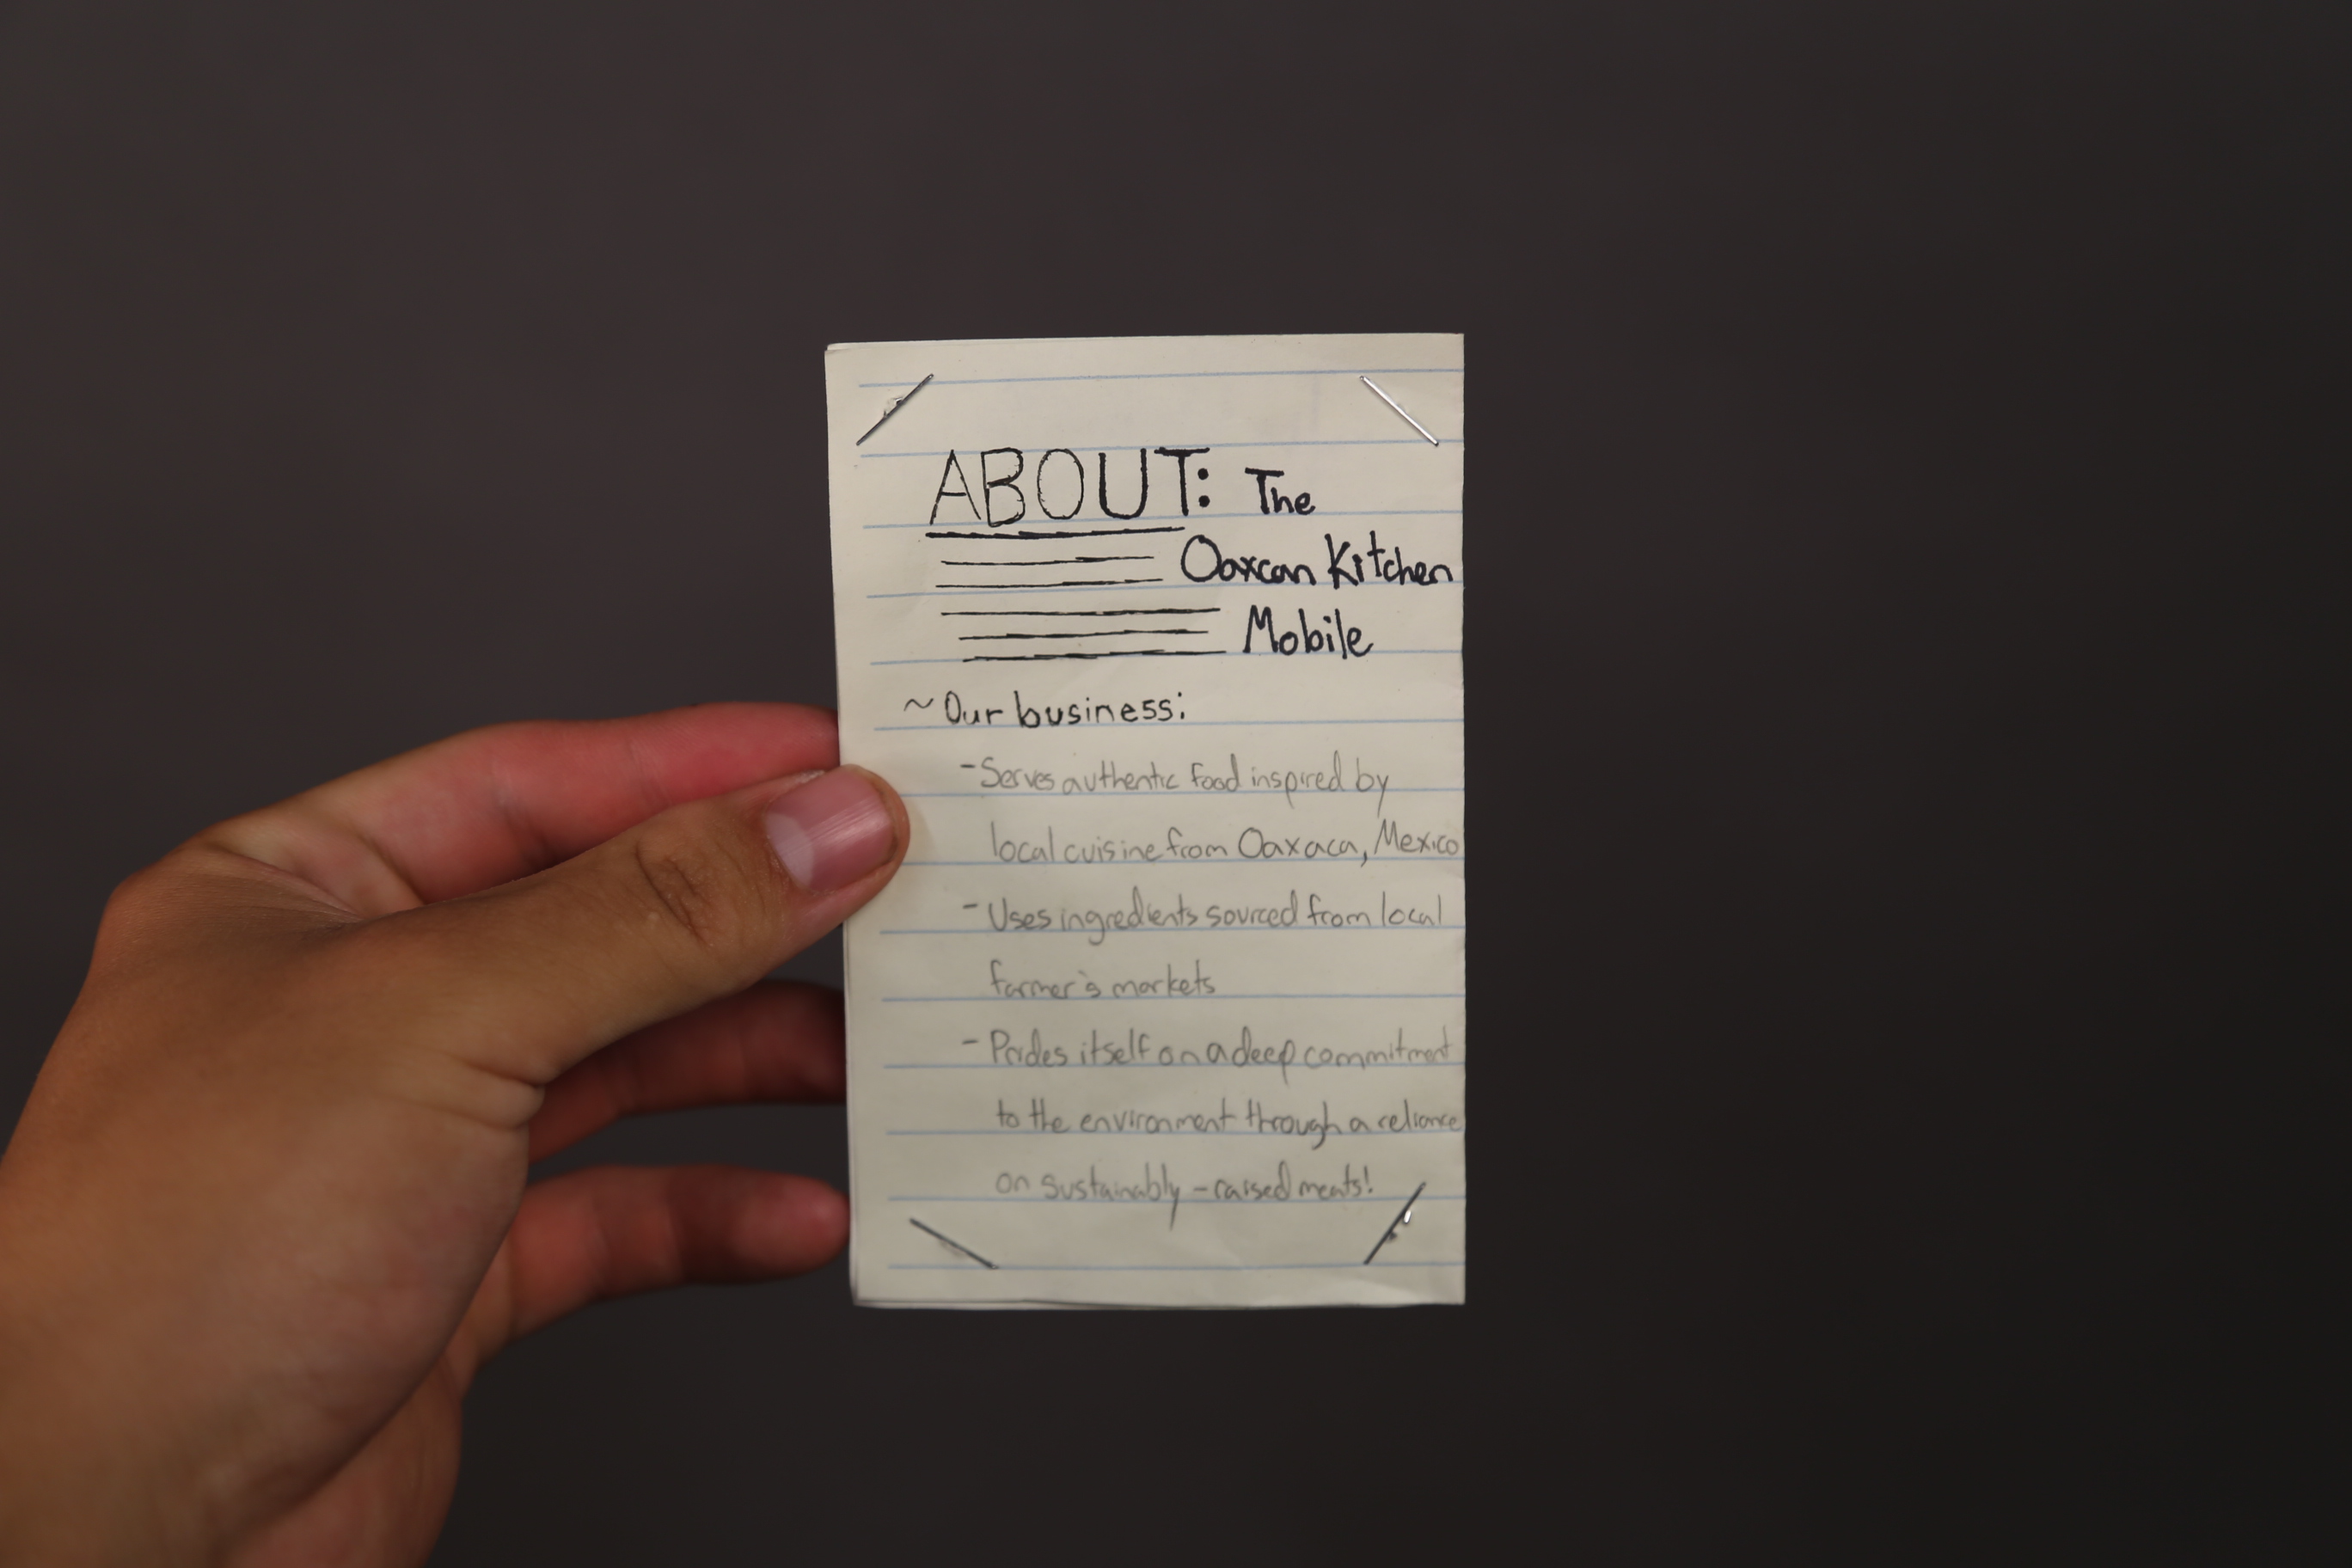 ABOUT: The
Oaxcan Kitchen
Mobile
~ Our business:
- Serves authentic food inspired by
local cuisine from Oaxaca, Mexico
- Uses ingredients sourced from local
farmer's markets
- Prides itself on a deep commitment
to the environment through a reliance
on sustainably-raised meats!